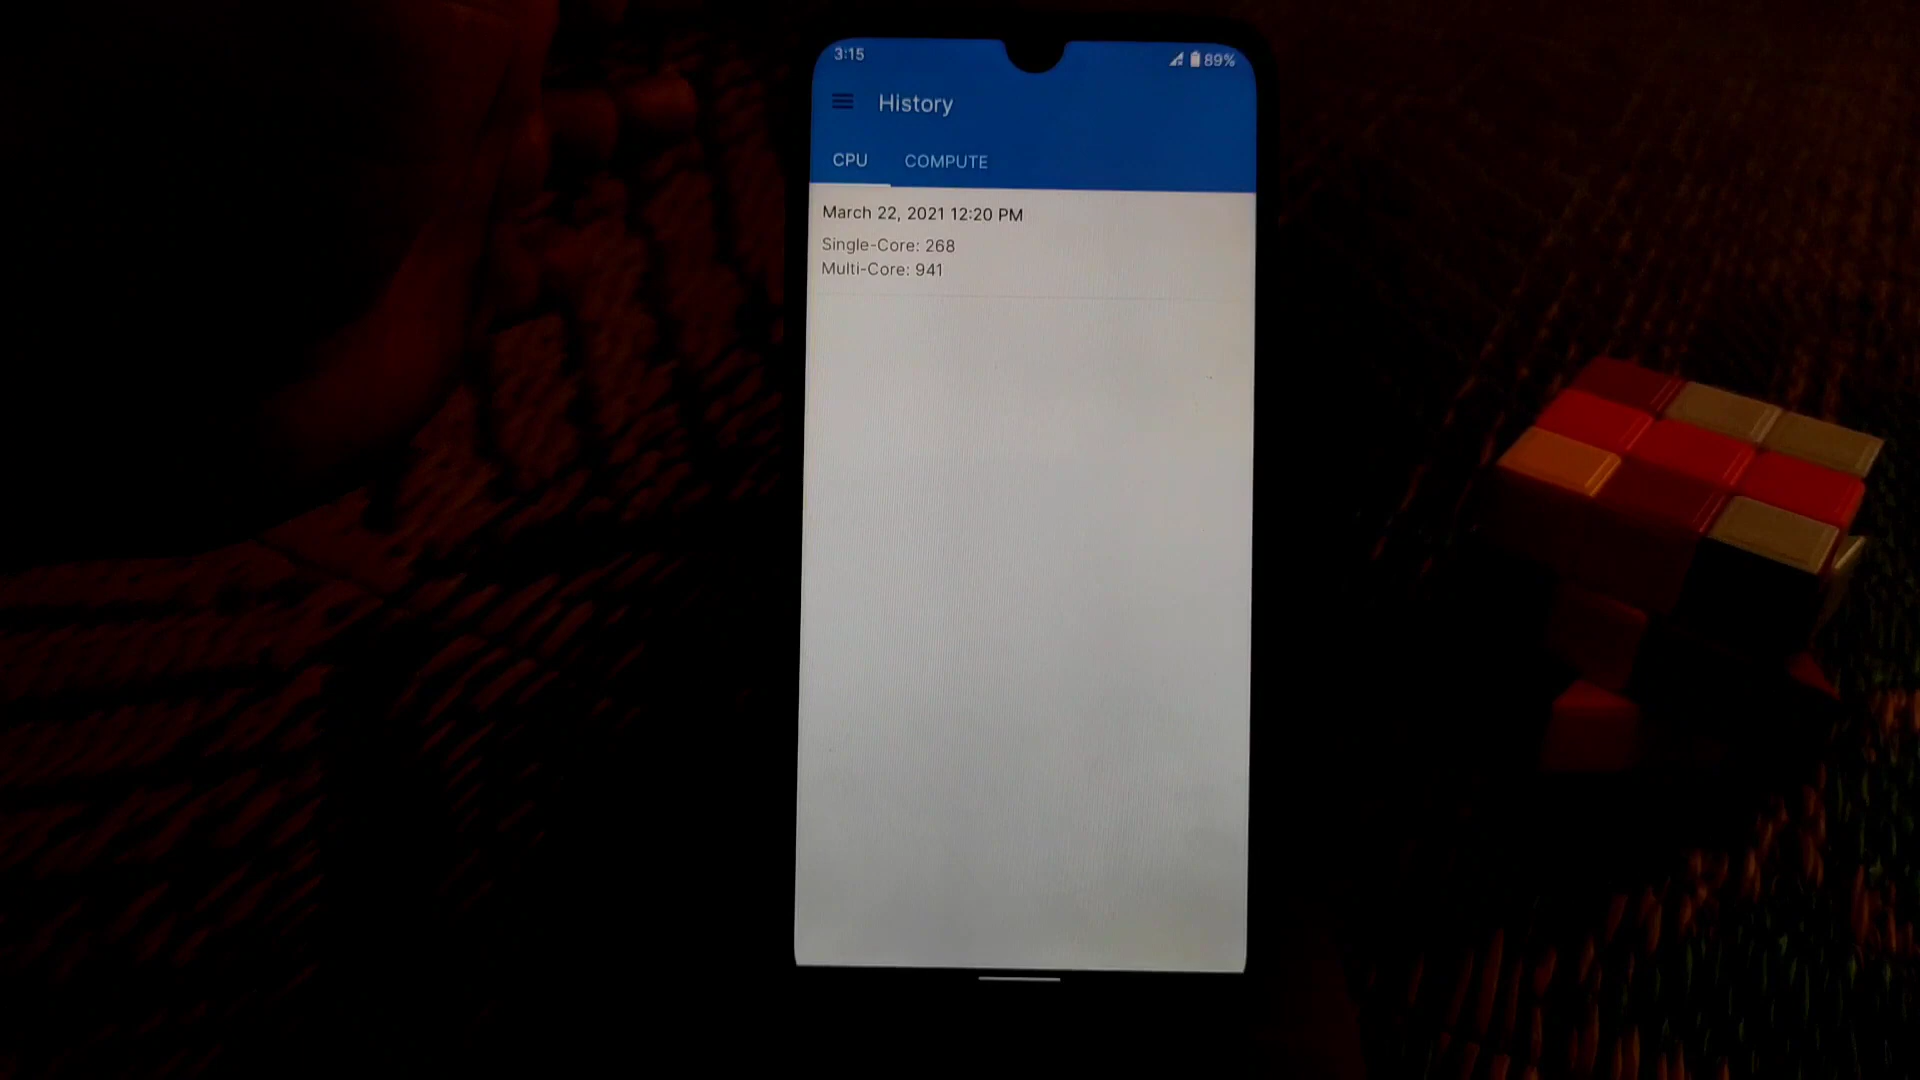 3:15
89%
History
CPU COMPUTE
March 22, 2021 12:20 PM
Single-Core: 268
Multi-Core: 941